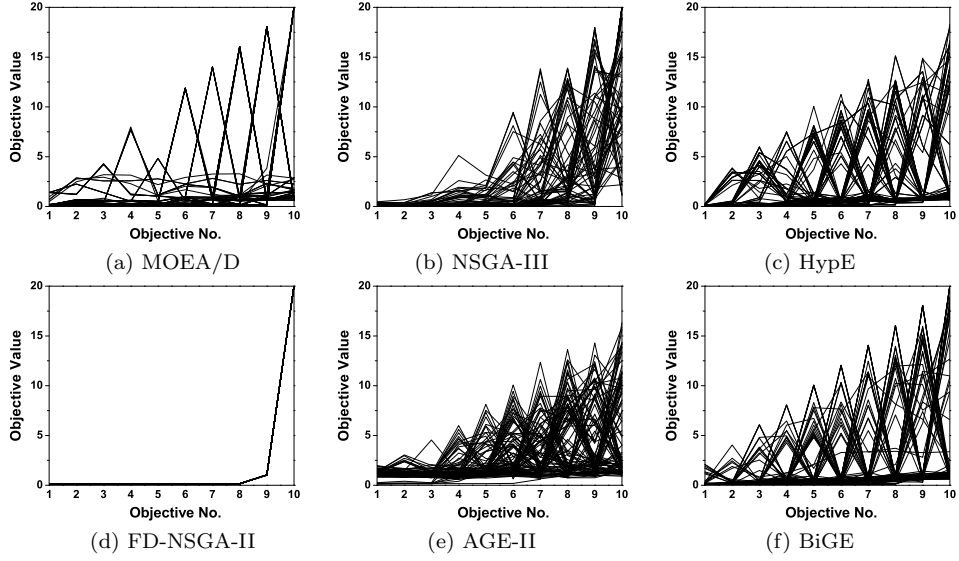 20
15
10
5
0
Objective Value
1 2 3 4 5 6 7 8 9 10
Objective No.
(a) MOEA/D
20
15
10
5
0
Objective Value
1 2 3 4 5 6 7 8 9 10
Objective No.
(b) NSGA-III
20
15
10
5
0
Objective Value
1 2 3 4 5 6 7 8 9 10
Objective No.
(c) HypE
20
15
10
5
0
Objective Value
1 2 3 4 5 6 7 8 9 10
Objective No.
(d) FD-NSGA-II
20
15
10
5
0
Objective Value
1 2 3 4 5 6 7 8 9 10
Objective No.
(e) AGE-II
20
15
10
5
0
Objective Value
1 2 3 4 5 6 7 8 9 10
Objective No.
(f) BiGE